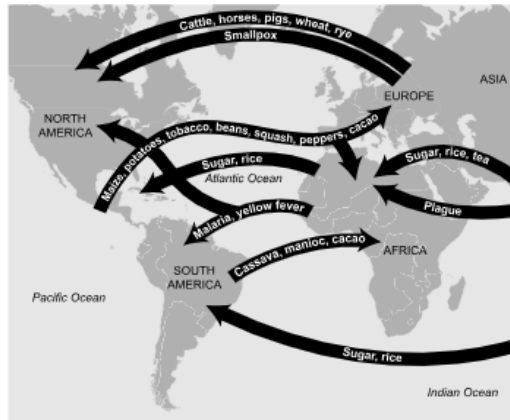 Cattle, horses, pigs, wheat, rye
Smallpox
ASIA
EUROPE
NORTH
AMERICA
Maize, potatoes, tobacco, beans, squash, peppers, cacao
Sugar, rice, tea
Sugar, rice
Atlantic Ocean
Plague
Malaria, yellow fever
AFRICA
Cassava, manioc, cacao
SOUTH
AMERICA
Pacific Ocean
Sugar, rice
Indian Ocean